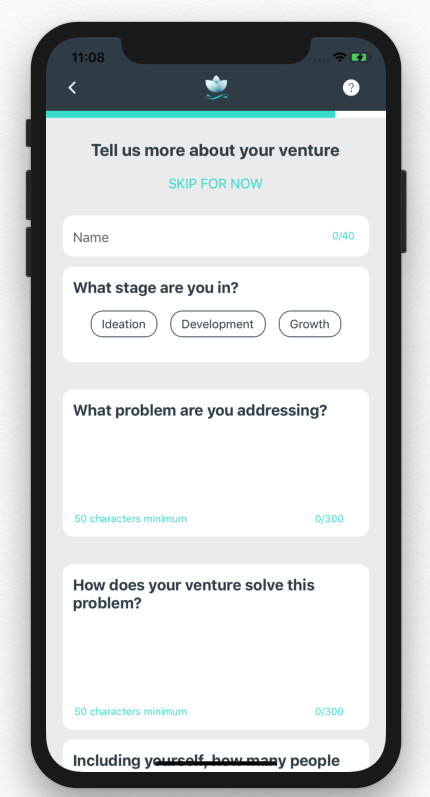 11:08
?
Tell us more about your venture
SKIP FOR NOW
Name 0/40
What stage are you in?
Ideation Development Growth
What problem are you addressing?
50 characters minimum 0/300
How does your venture solve this
problem?
50 characters minimum 0/300
Including yourself, how many people